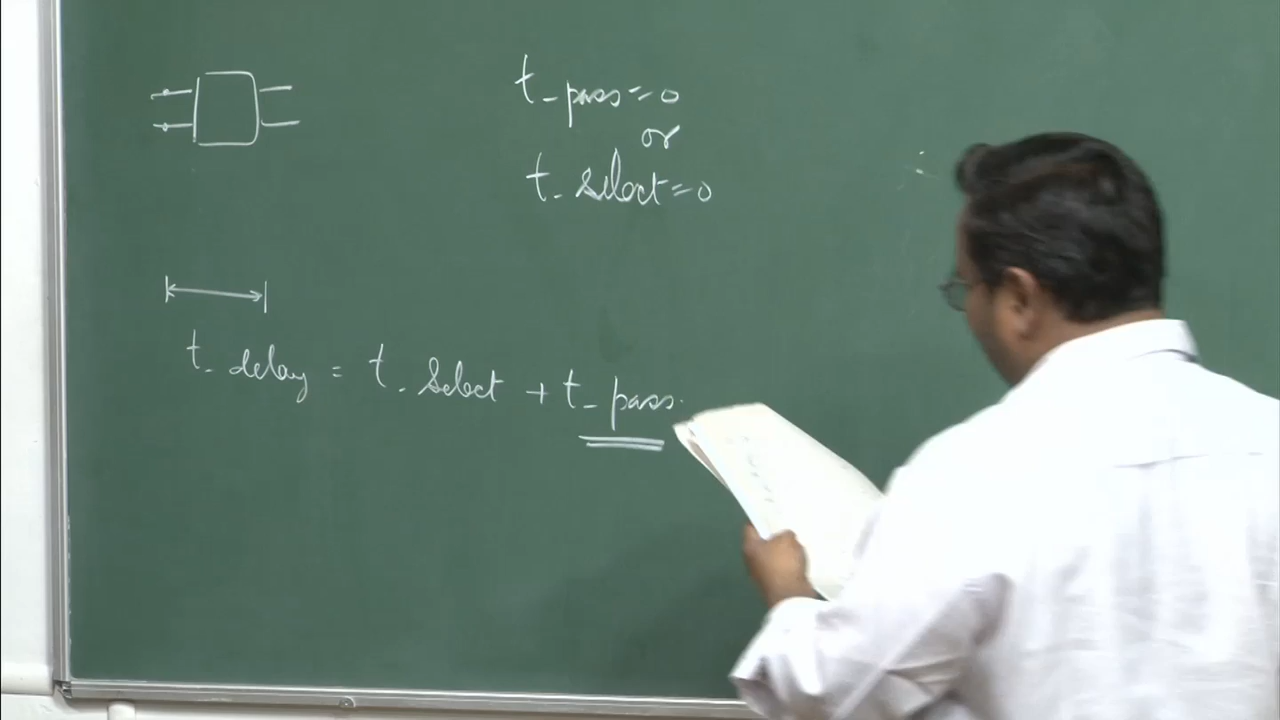 t_pass=0
or
t_select=0
t_delay = t_select + t_pass.